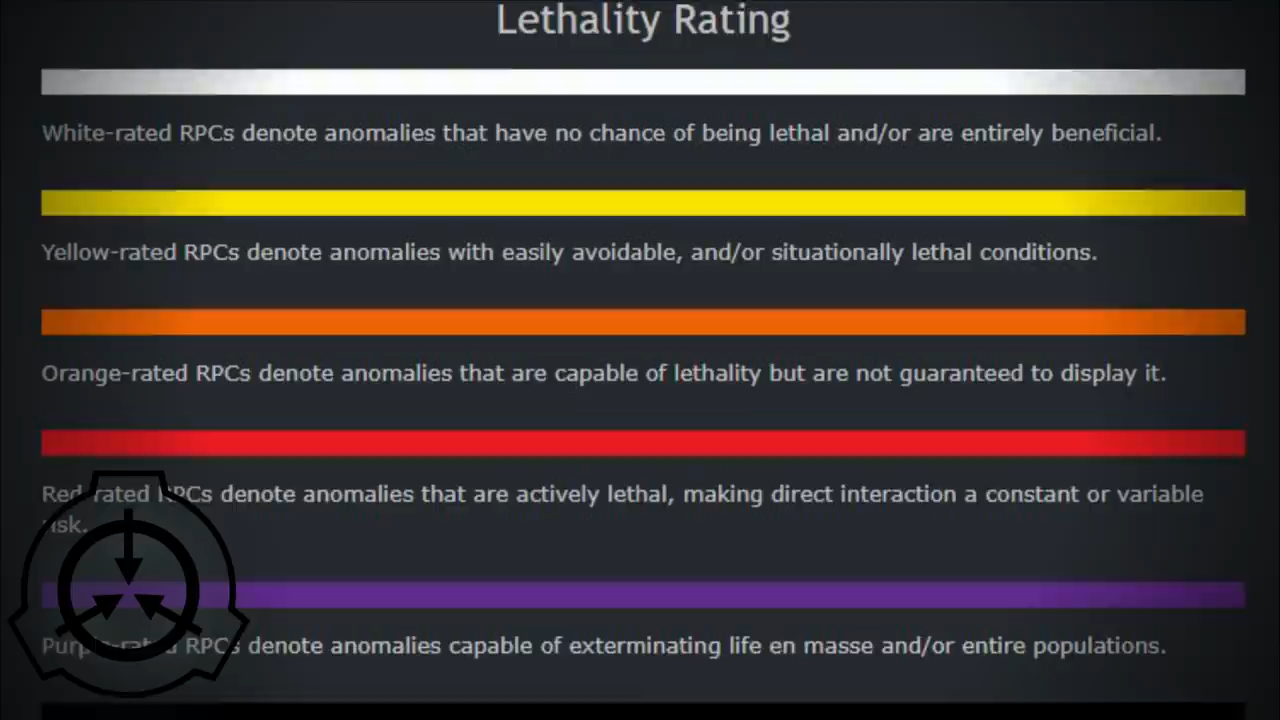 Lethality Rating
White-rated RPCs denote anomalies that have no chance of being lethal and/or are entirely beneficial.
Yellow-rated RPCs denote anomalies with easily avoidable, and/or situationally lethal conditions.
Orange-rated RPCs denote anomalies that are capable of lethality but are not guaranteed to display it.
Red-rated RPCs denote anomalies that are actively lethal, making direct interaction a constant or variable
risk.
Purple-rated RPCs denote anomalies capable of exterminating life en masse and/or entire populations.